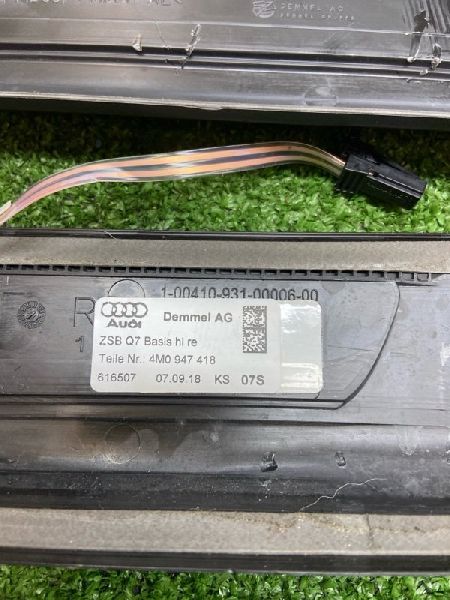 DEMMEL AG
1-00410-931-00006-00
R
Audi
Demmel AG
ZSB Q7 Basis hi re
Teile Nr.: 4M0 947 418
616507 07.09.18 KS 07S